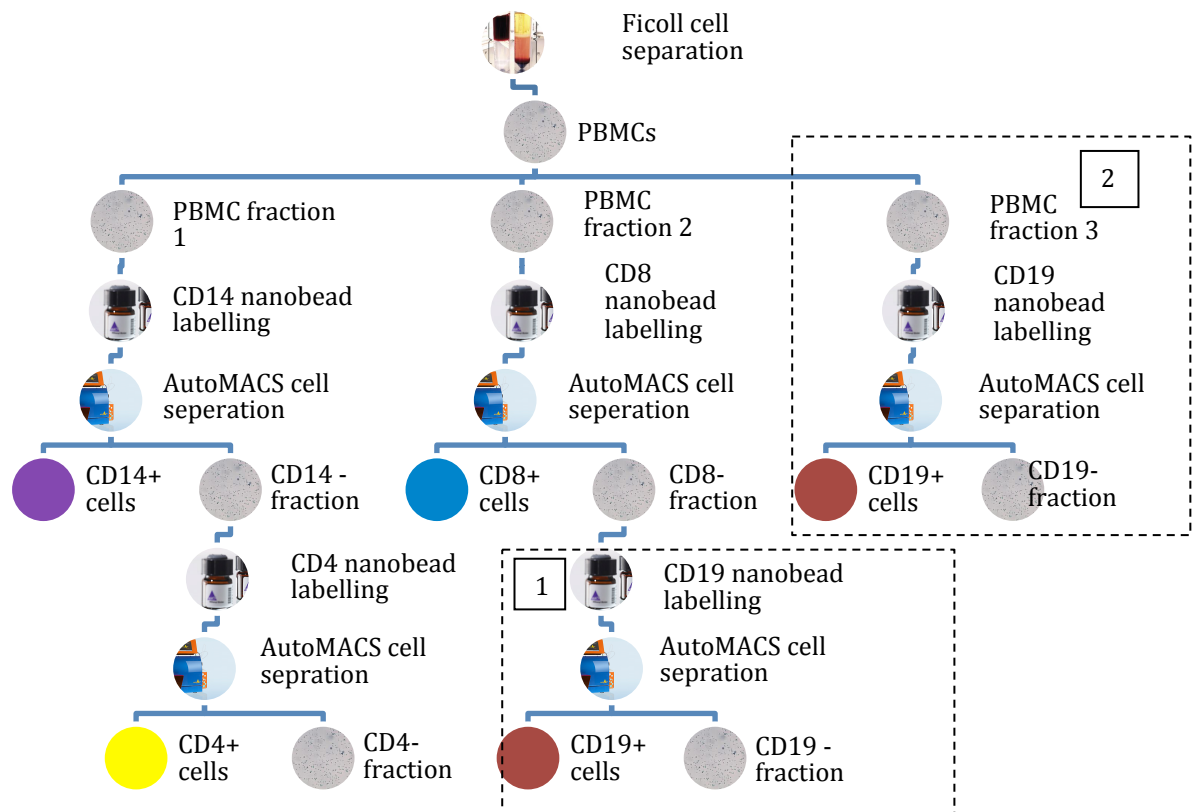 Ficoll cell
separation
PBMCs
2
PBMC fraction
1
PBMC
fraction 2
PBMC
fraction 3
CD14 nanobead
labelling
CD8
nanobead
labelling
CD19
nanobead
labelling
AutoMACS cell
seperation
AutoMACS cell
seperation
AutoMACS cell
separation
CD14+
cells
CD14 -
fraction
CD8+
cells
CD8-
fraction
CD19+
cells
CD19-
fraction
CD4 nanobead
labelling
1
CD19 nanobead
labelling
AutoMACS cell
sepration
AutoMACS cell
sepration
CD4+
cells
CD4-
fraction
CD19+
cells
CD19 -
fraction